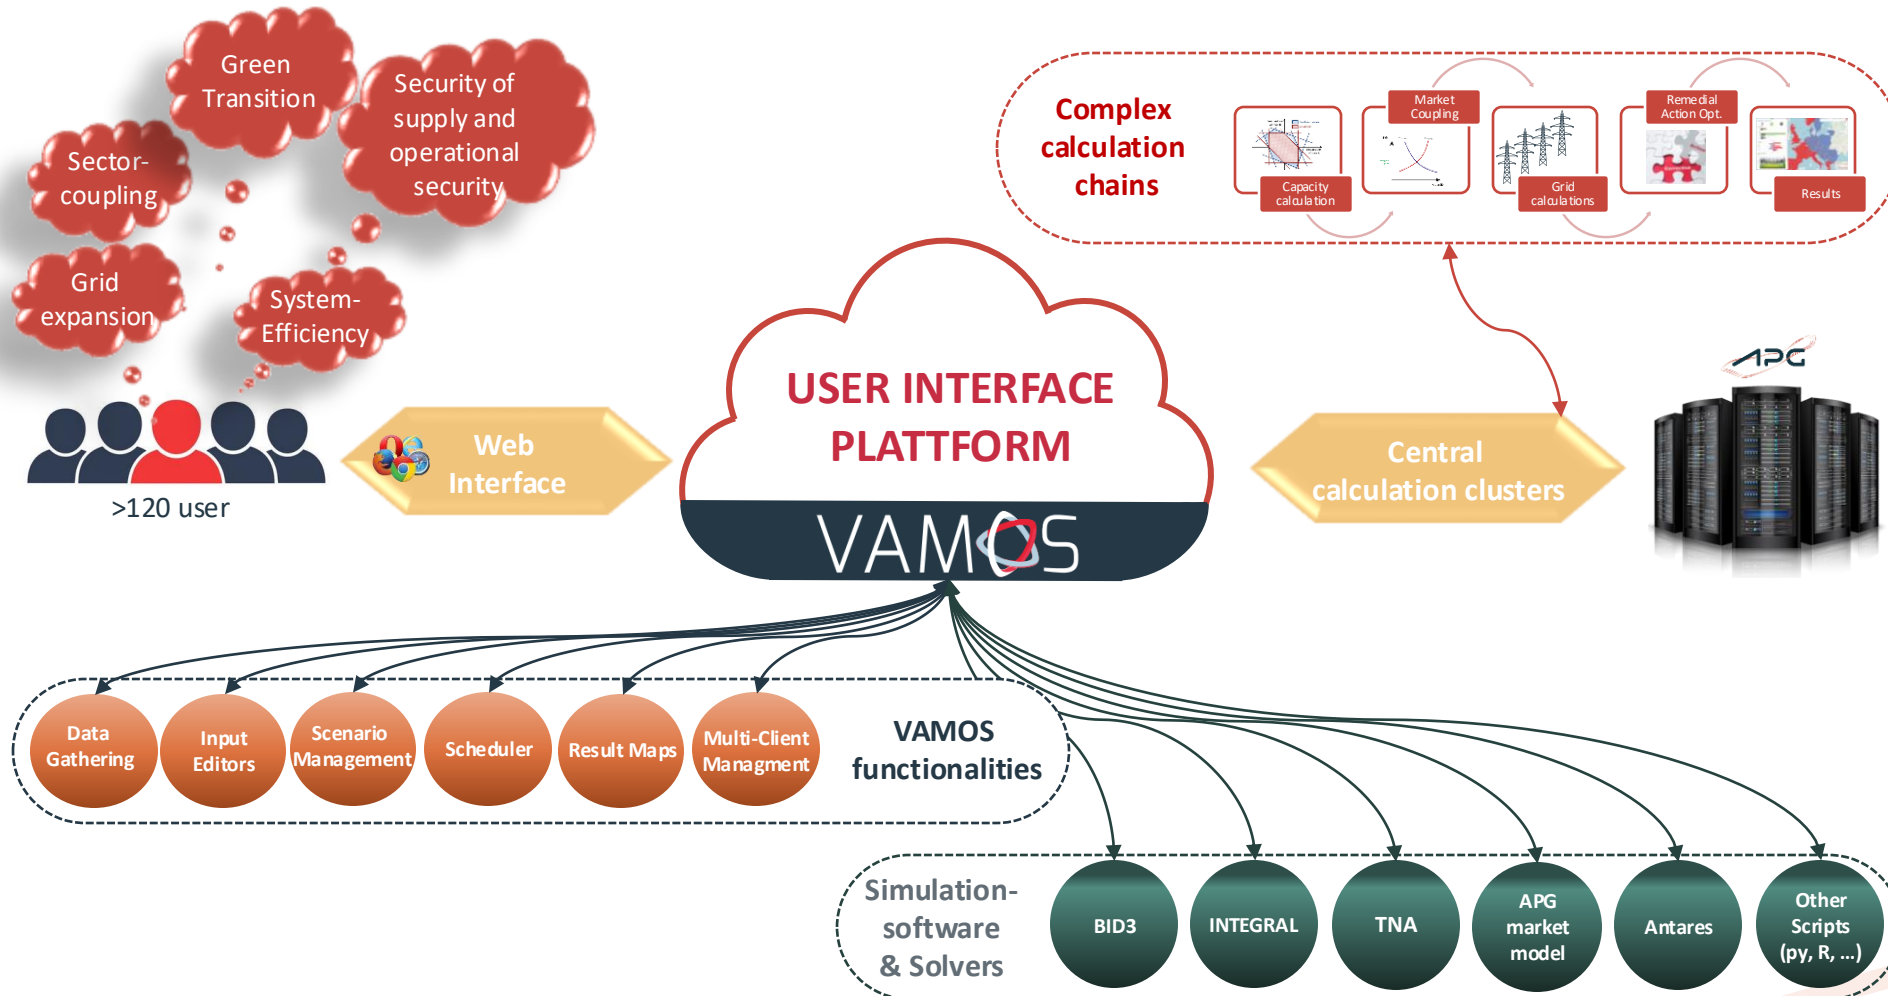 Green
Transition
Security of
supply and
operational
security
Sector-
coupling
Grid
expansion
System-
Efficiency
>120 user
Web
Interface
USER INTERFACE
PLATTFORM
VAMOS
Complex
calculation
chains
Capacity
calculation
Market
Coupling
Grid
calculations
Remedial
Action Opt.
Results
Central
calculation clusters
APG
Data
Gathering
Input
Editors
Scenario
Management
Scheduler
Result Maps
Multi-Client
Managment
VAMOS
functionalities
Simulation-
software
& Solvers
BID3
INTEGRAL
TNA
APG
market
model
Antares
Other
Scripts
(py, R, ...)